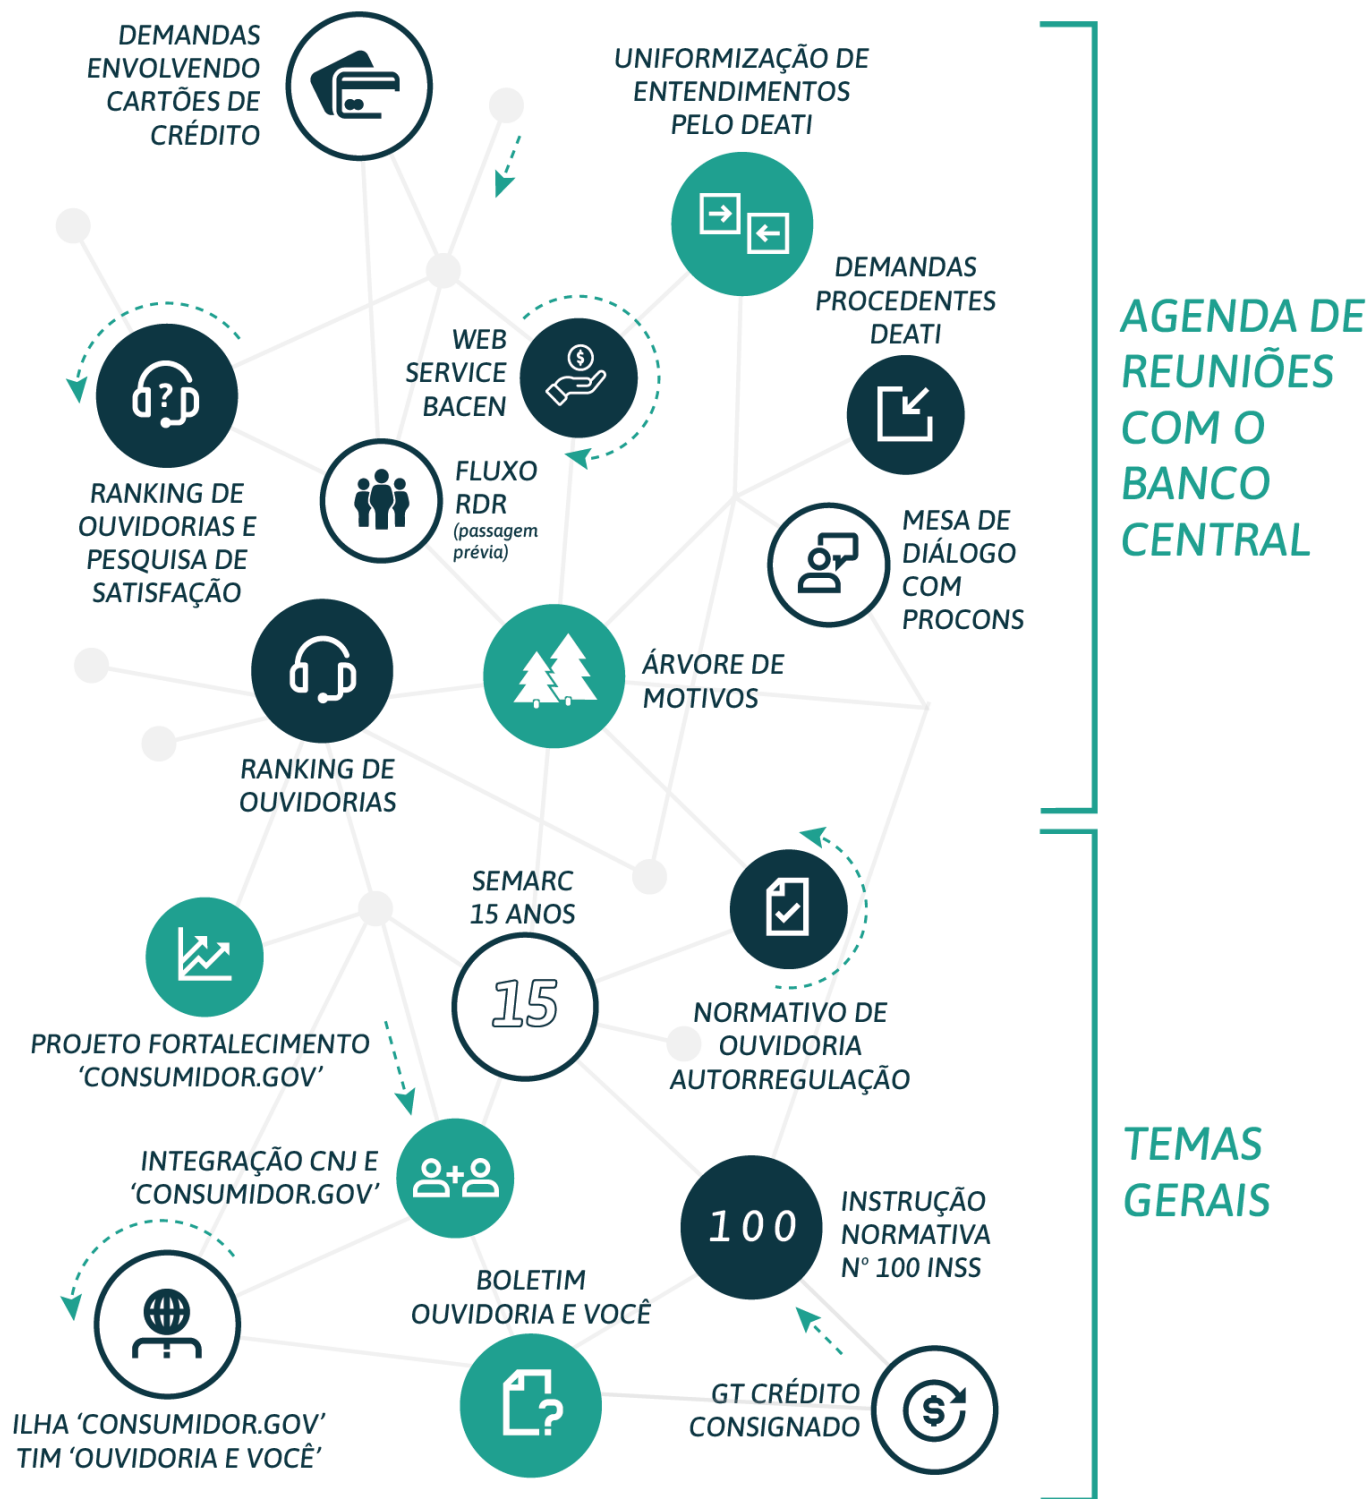 DEMANDAS
ENVOLVENDO
CARTÕES DE
CRÉDITO
UNIFORMIZAÇÃO DE
ENTENDIMENTOS
PELO DEATI
DEMANDAS
PROCEDENTES
DEATI
WEB
SERVICE
BACEN
$
?
RANKING DE
OUVIDORIAS E
PESQUISA DE
SATISFAÇÃO
FLUXO
RDR
(passagem
prévia)
MESA DE
DIÁLOGO
COM
PROCONS
ÁRVORE DE
MOTIVOS
RANKING DE
OUVIDORIAS
AGENDA DE
REUNIÕES
COM O
BANCO
CENTRAL
SEMARC
15 ANOS
15
NORMATIVO DE
OUVIDORIA
AUTORREGULAÇÃO
PROJETO FORTALECIMENTO
‘CONSUMIDOR.GOV’
INTEGRAÇÃO CNJ E
‘CONSUMIDOR.GOV’
100
INSTRUÇÃO
NORMATIVA
Nº 100 INSS
BOLETIM
OUVIDORIA E VOCÊ
?
GT CRÉDITO
CONSIGNADO
$
ILHA ‘CONSUMIDOR.GOV’
TIM ‘OUVIDORIA E VOCÊ’
TEMAS
GERAIS